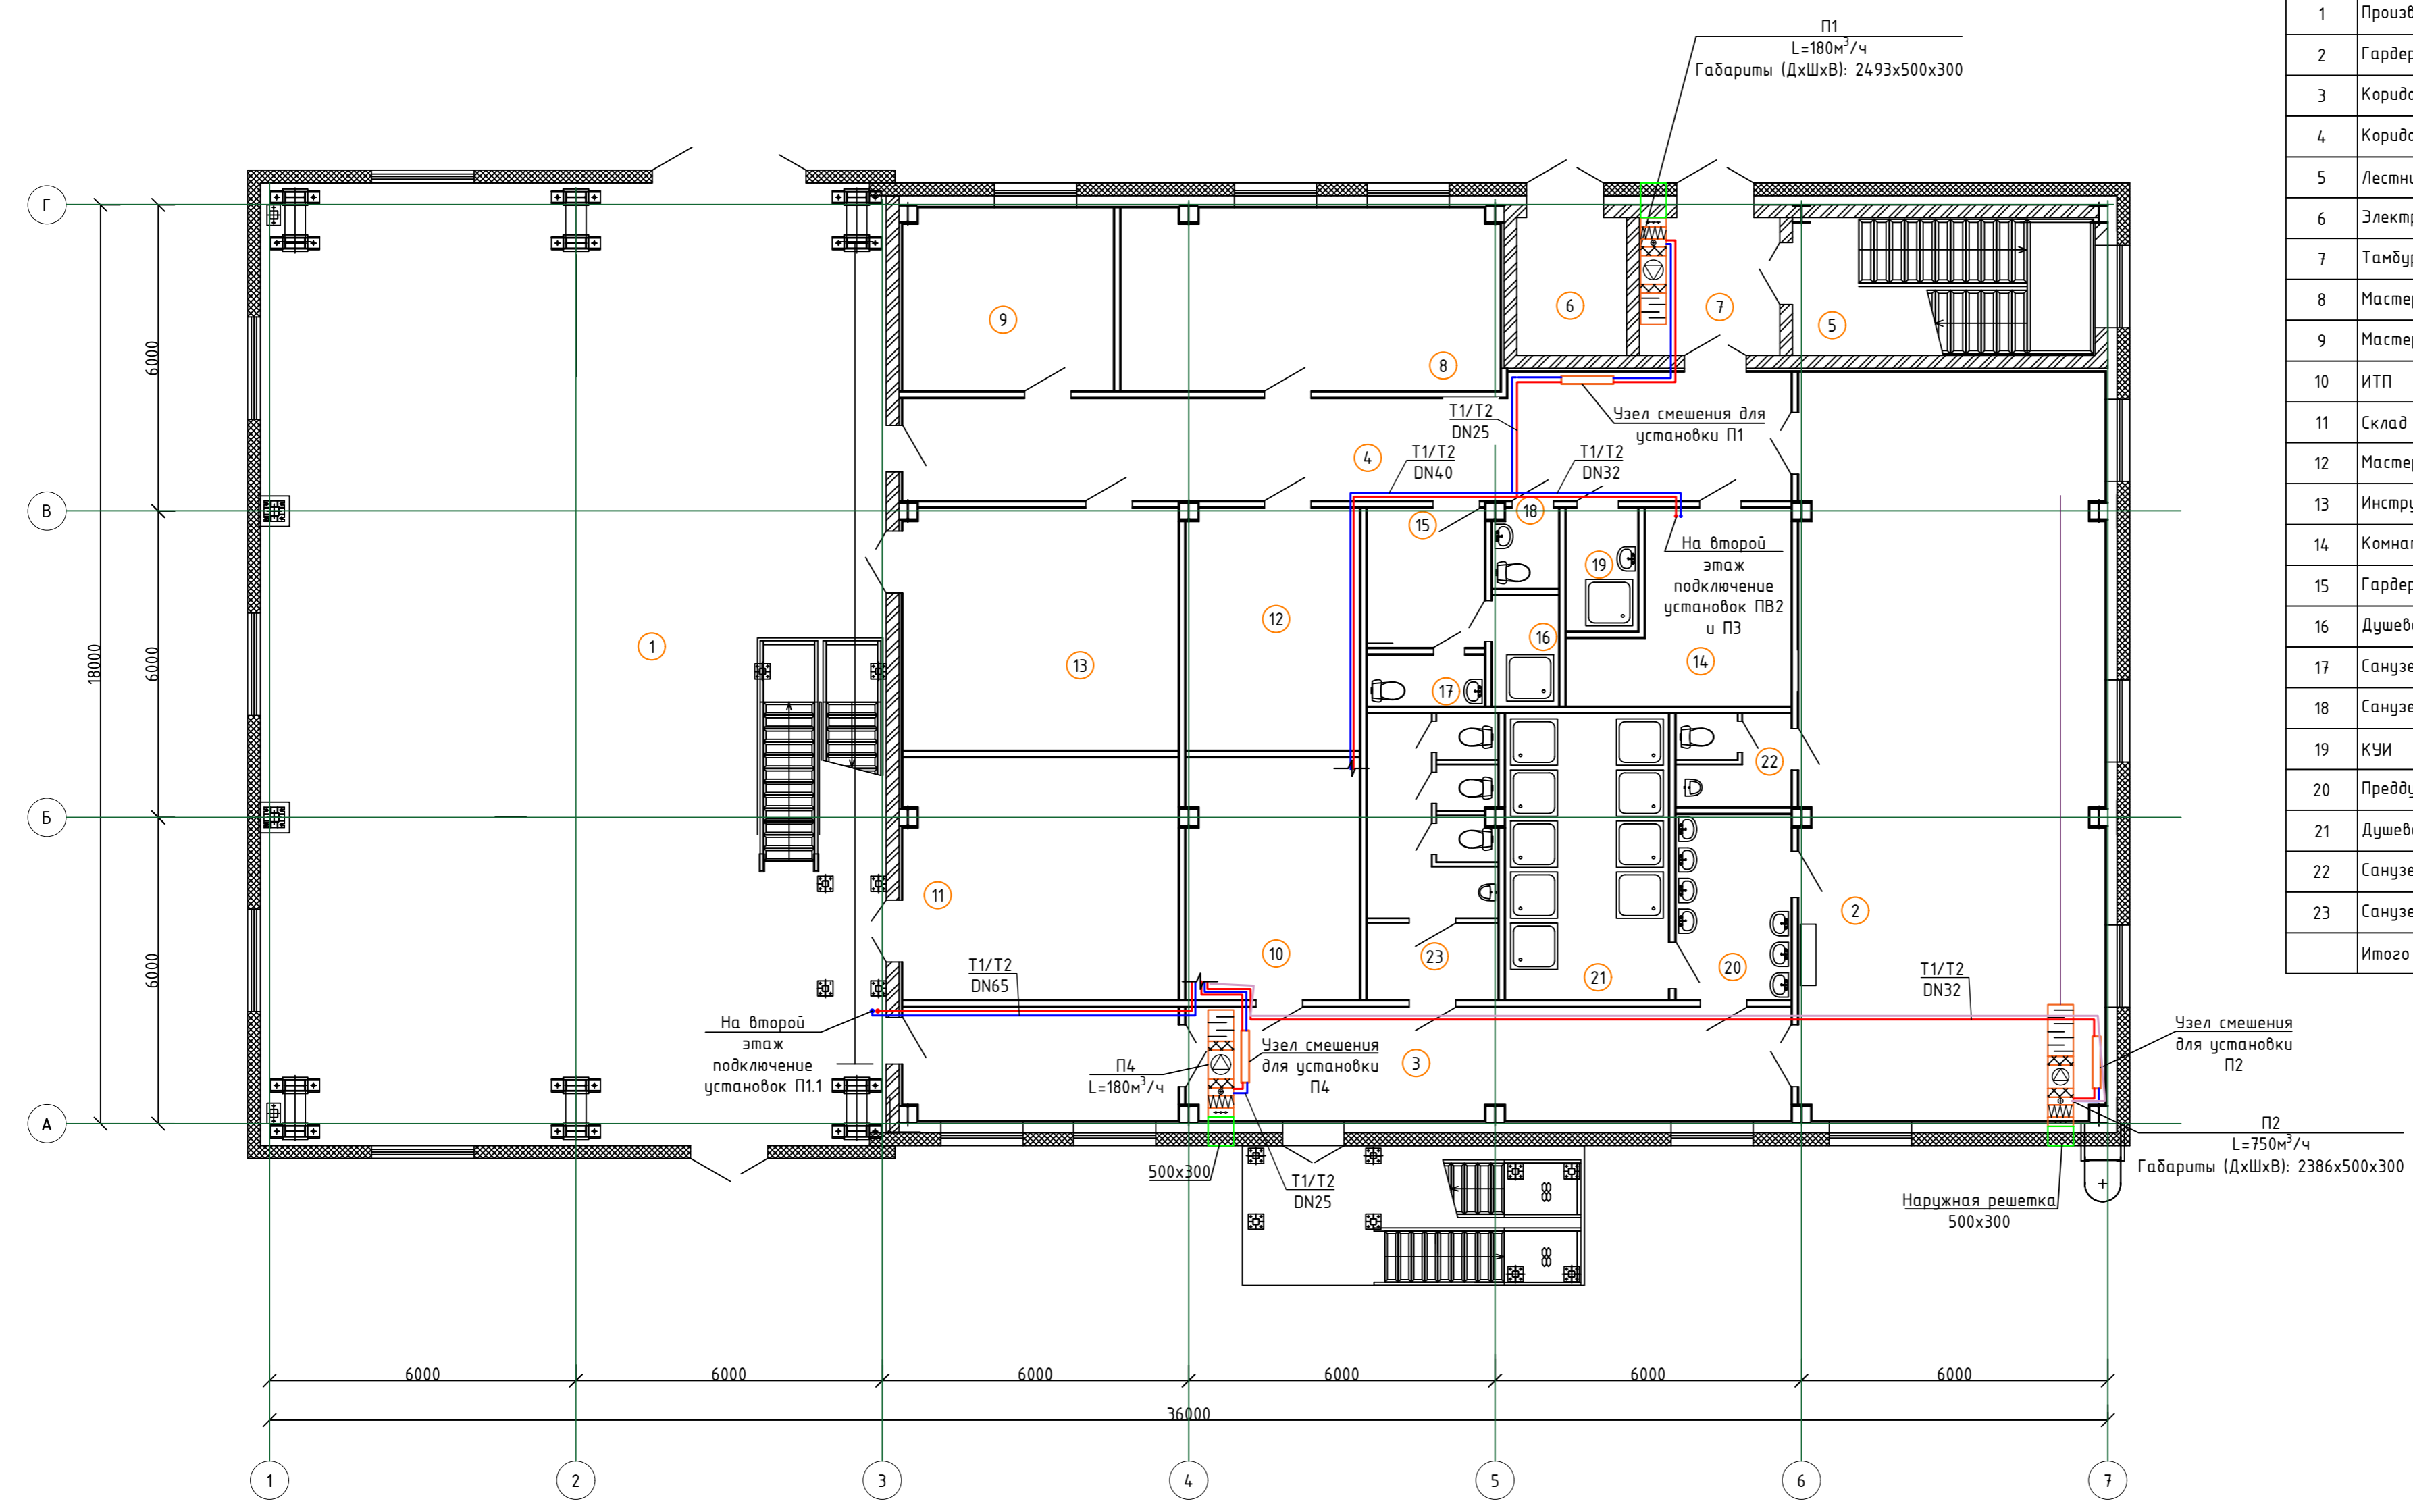 П1
L=180м³/ч
Габариты (ДхШхВ): 2493х500х300
1
2
3
4
5
6
7
8
9
10 ИТП
11 Склад
12
13
14
15
16
17
18
19 КУИ
20
21
22
23
Итого
Г
В
Б
А
18000
6000
6000
6000
9
8
6
7
5
Т1/Т2
DN25
Узел смешения для
установки П1
4
Т1/Т2
DN40
Т1/Т2
DN32
15
18
19
На второй
этаж
подключение
установок ПВ2
и П3
1
13
12
16
14
17
22
11
10
23
21
20
2
Т1/Т2
DN65
Т1/Т2
DN32
На второй
этаж
подключение
установок П1.1
П4
L=180м³/ч
Узел смешения
для установки
П4
3
Узел смешения
для установки
П2
П2
L=750м³/ч
Габариты (ДхШхВ): 2386х500х300
500х300
Т1/Т2
DN25
Наружная решетка
500х300
6000
6000
6000
6000
6000
6000
36000
1
2
3
4
5
6
7